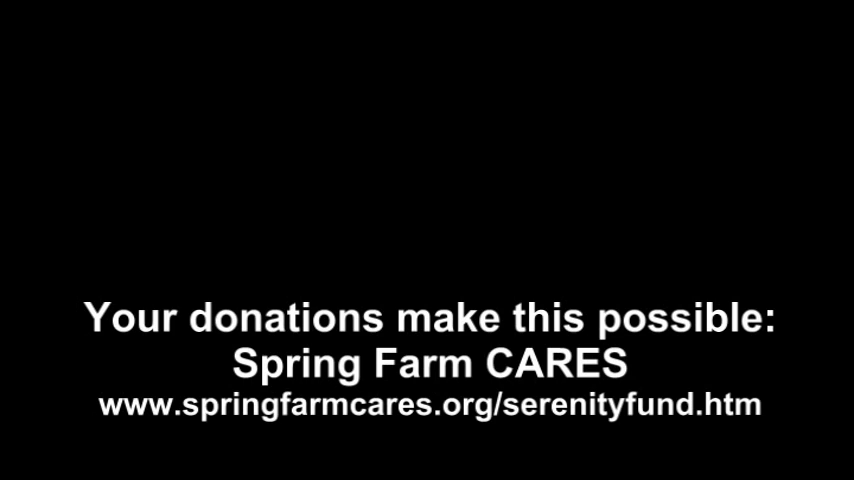 Your donations make this possible:
Spring Farm CARES
www.springfarmcares.org/serenityfund.htm